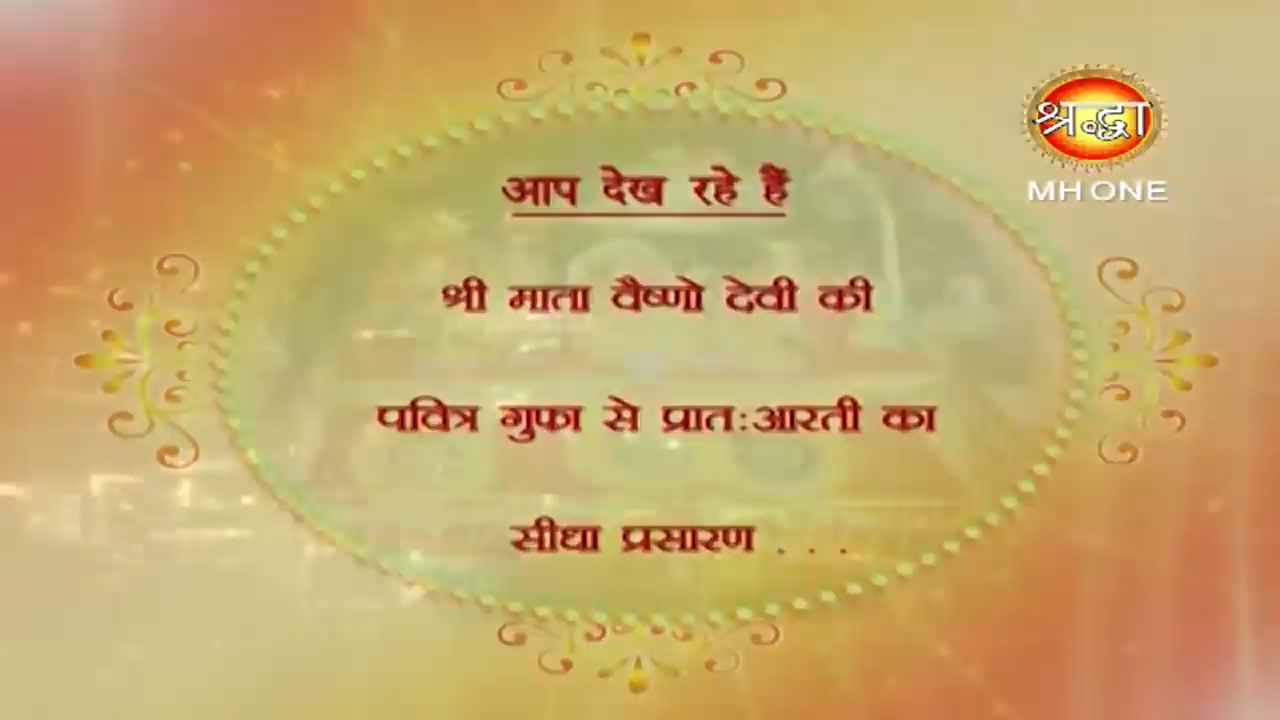 श्रद्धा
MH ONE
आप देख रहे हैं
श्री माता वैष्णो देवी की
पवित्र गुफा से प्रातःआरती का
सीधा प्रसारण . . .